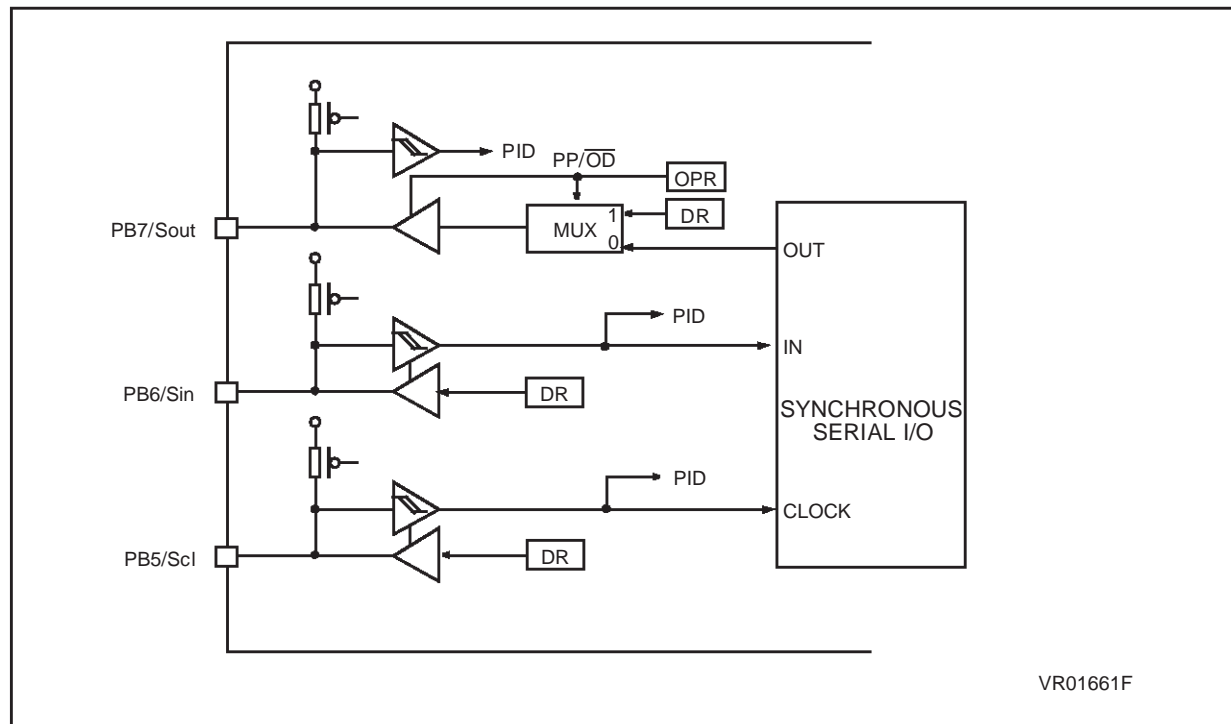 PID
PP/OD
OPR
PB7/Sout
MUX
1
0
DR
OUT
PID
IN
PB6/Sin
DR
SYNCHRONOUS
SERIAL I/O
PID
CLOCK
PB5/Scl
DR
VR01661F